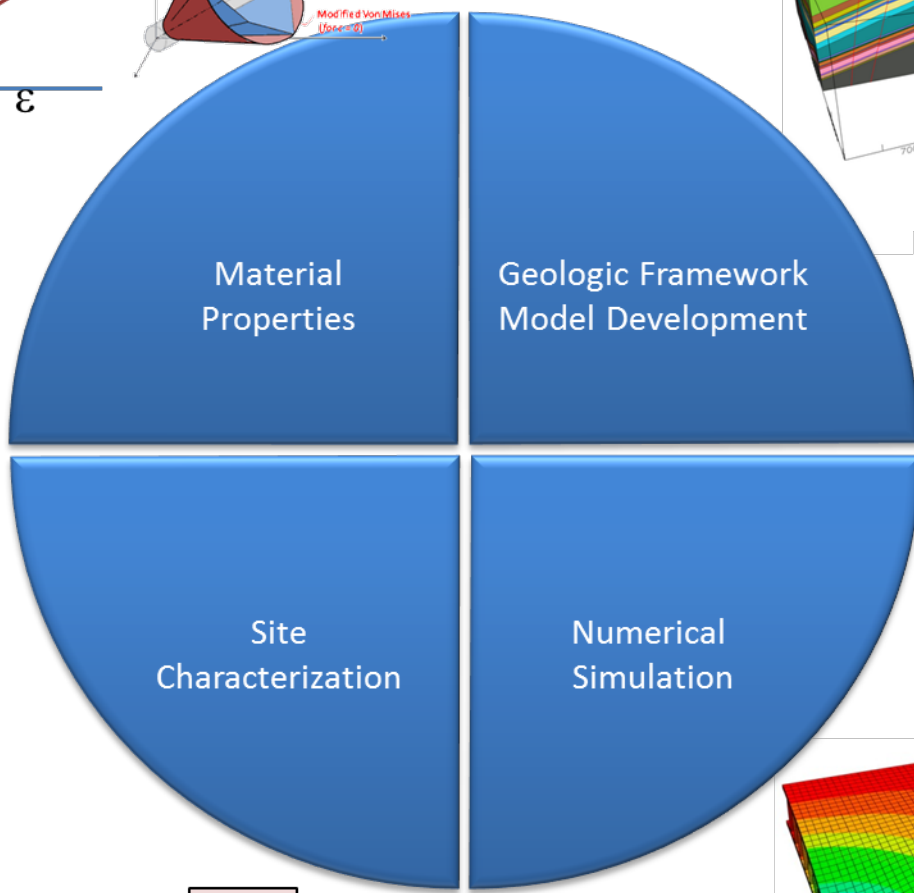 Modified Von Mises
ε
Material
Properties
Geologic Framework
Model Development
Site
Characterization
Numerical
Simulation